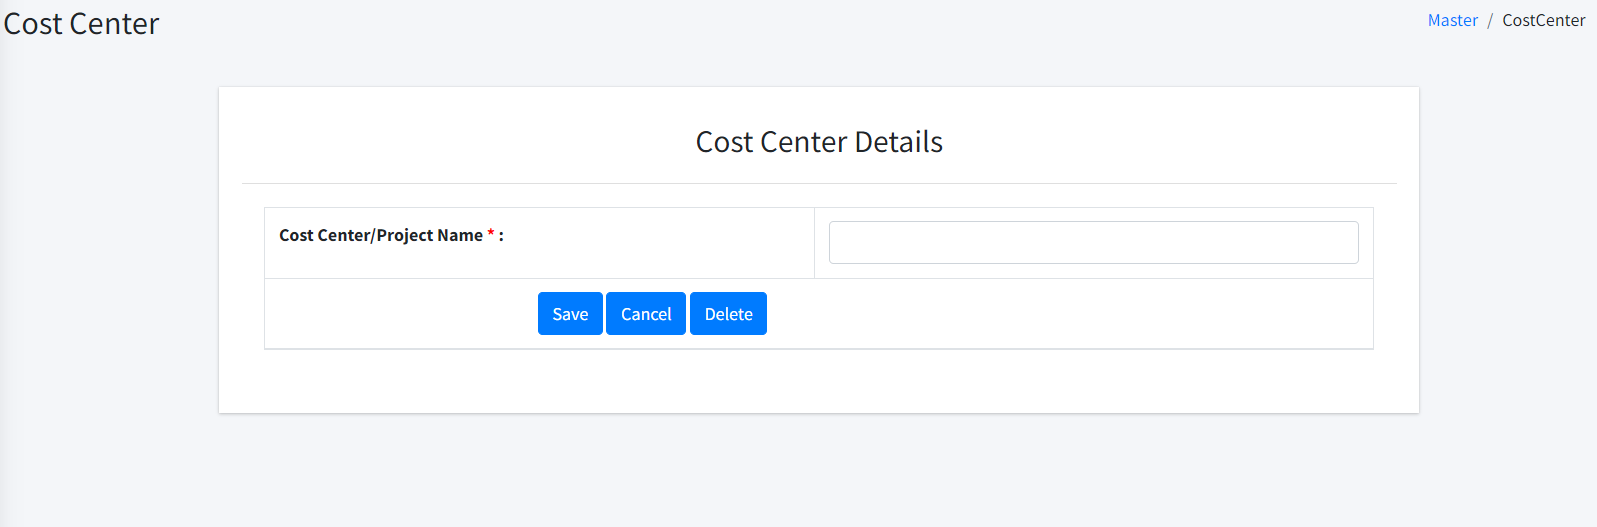 Cost Center
Master / CostCenter
Cost Center Details
Cost Center/Project Name * :
Save Cancel Delete